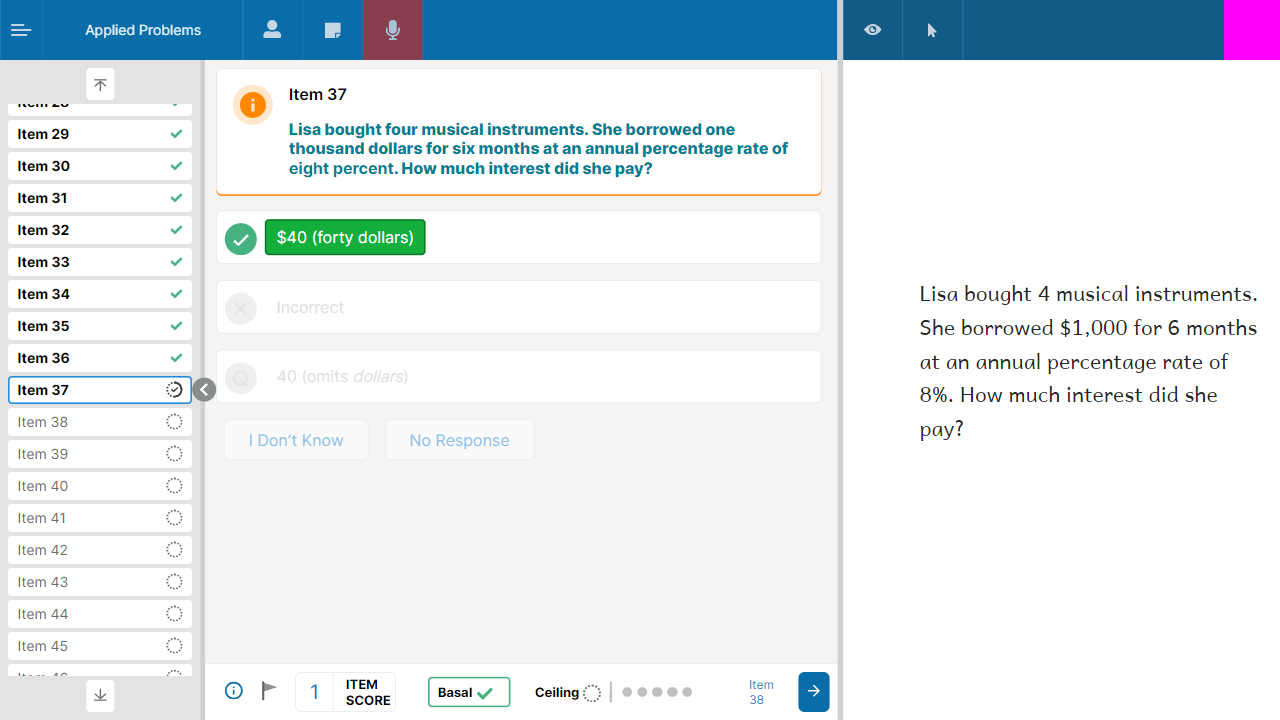 Applied Problems
Item 28
Item 29
Item 30
Item 31
Item 32
Item 33
Item 34
Item 35
Item 36
Item 37
Item 38
Item 39
Item 40
Item 41
Item 42
Item 43
Item 44
Item 45
Item 37
Lisa bought four musical instruments. She borrowed one
thousand dollars for six months at an annual percentage rate of
eight percent. How much interest did she pay?
$40 (forty dollars)
Incorrect
Q 40 (omits dollars)
I Don't Know No Response
1 ITEM SCORE
Basal
Ceiling
Item 38
Lisa bought 4 musical instruments.
She borrowed $1,000 for 6 months
at an annual percentage rate of
8%. How much interest did she
pay?